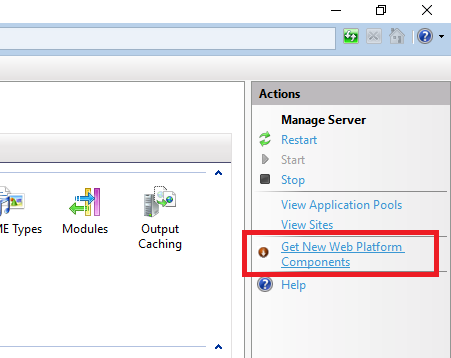 Actions
Manage Server
Restart
Start
Stop
View Application Pools
View Sites
Get New Web Platform
Components
Help
ME Types
Modules
Output
Caching